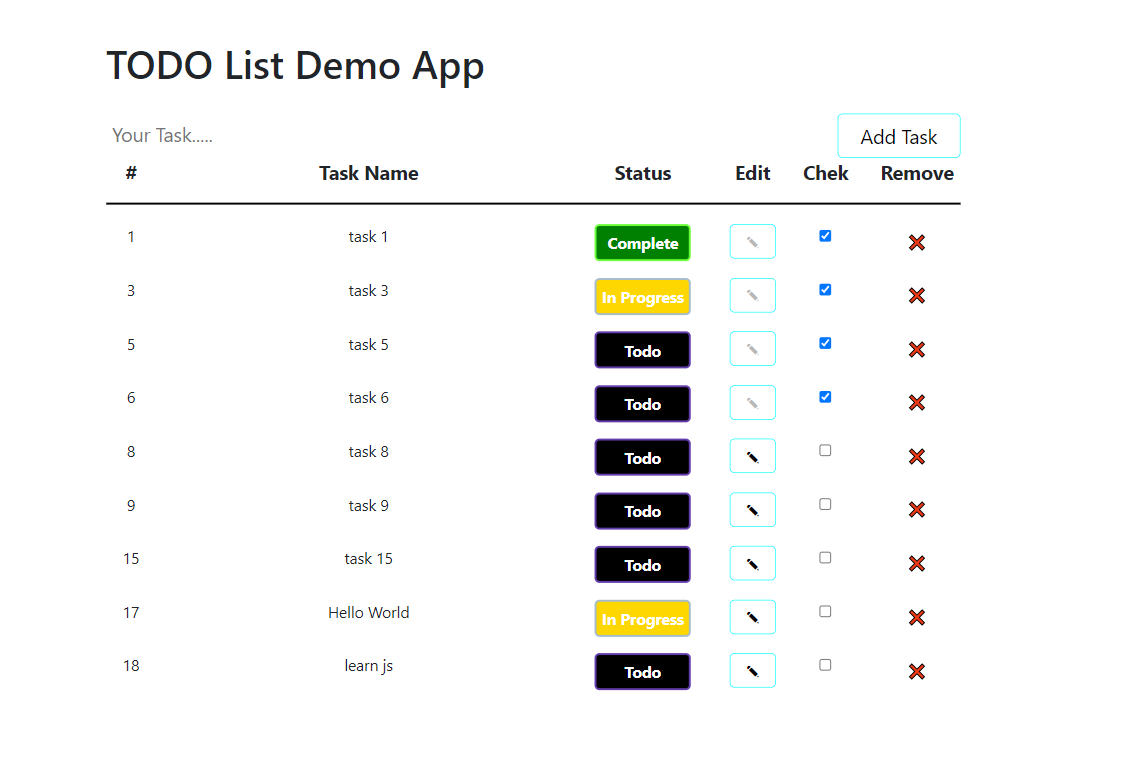 TODO List Demo App
Your Task..... Add Task
# Task Name Status Edit Chek Remove
1 task 1 Complete
3 task 3 In Progress
5 task 5 Todo
6 task 6 Todo
8 task 8 Todo
9 task 9 Todo
15 task 15 Todo
17 Hello World In Progress
18 learn js Todo